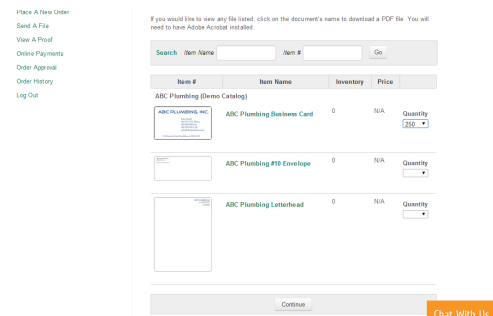 Place A New Order
Send A File
View A Proof
Online Payments
Order Approval
Order History
Log Out
If you would like to view any file listed, click on the document's name to download a PDF file. You will
need to have Adobe Acrobat installed.
Search Item Name Item # Go
Item # Item Name Inventory Price
ABC Plumbing (Demo Catalog)
ABC PLUMBING, INC.
ABC Plumbing Business Card 0 N/A Quantity
250
ABC Plumbing #10 Envelope 0 N/A Quantity
ABC Plumbing Letterhead 0 N/A Quantity
Continue
Chat With Us